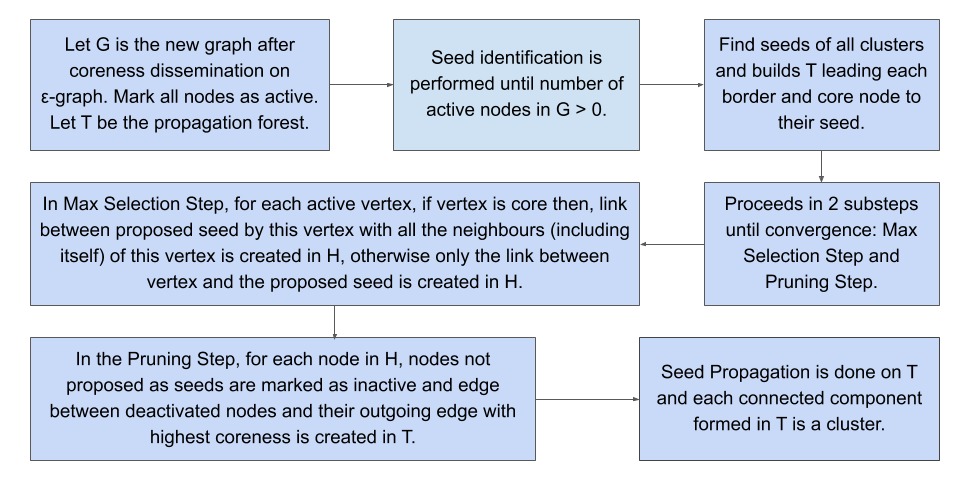 Let G is the new graph after
coreness dissemination on
ε-graph. Mark all nodes as active.
Let T be the propagation forest.
Seed identification is
performed until number of
active nodes in G > 0.
Find seeds of all clusters
and builds T leading each
border and core node to
their seed.
Proceeds in 2 substeps
until convergence: Max
Selection Step and
Pruning Step.
In Max Selection Step, for each active vertex, if vertex is core then, link
between proposed seed by this vertex with all the neighbours (including
itself) of this vertex is created in H, otherwise only the link between
vertex and the proposed seed is created in H.
In the Pruning Step, for each node in H, nodes not
proposed as seeds are marked as inactive and edge
between deactivated nodes and their outgoing edge with
highest coreness is created in T.
Seed Propagation is done on T
and each connected component
formed in T is a cluster.